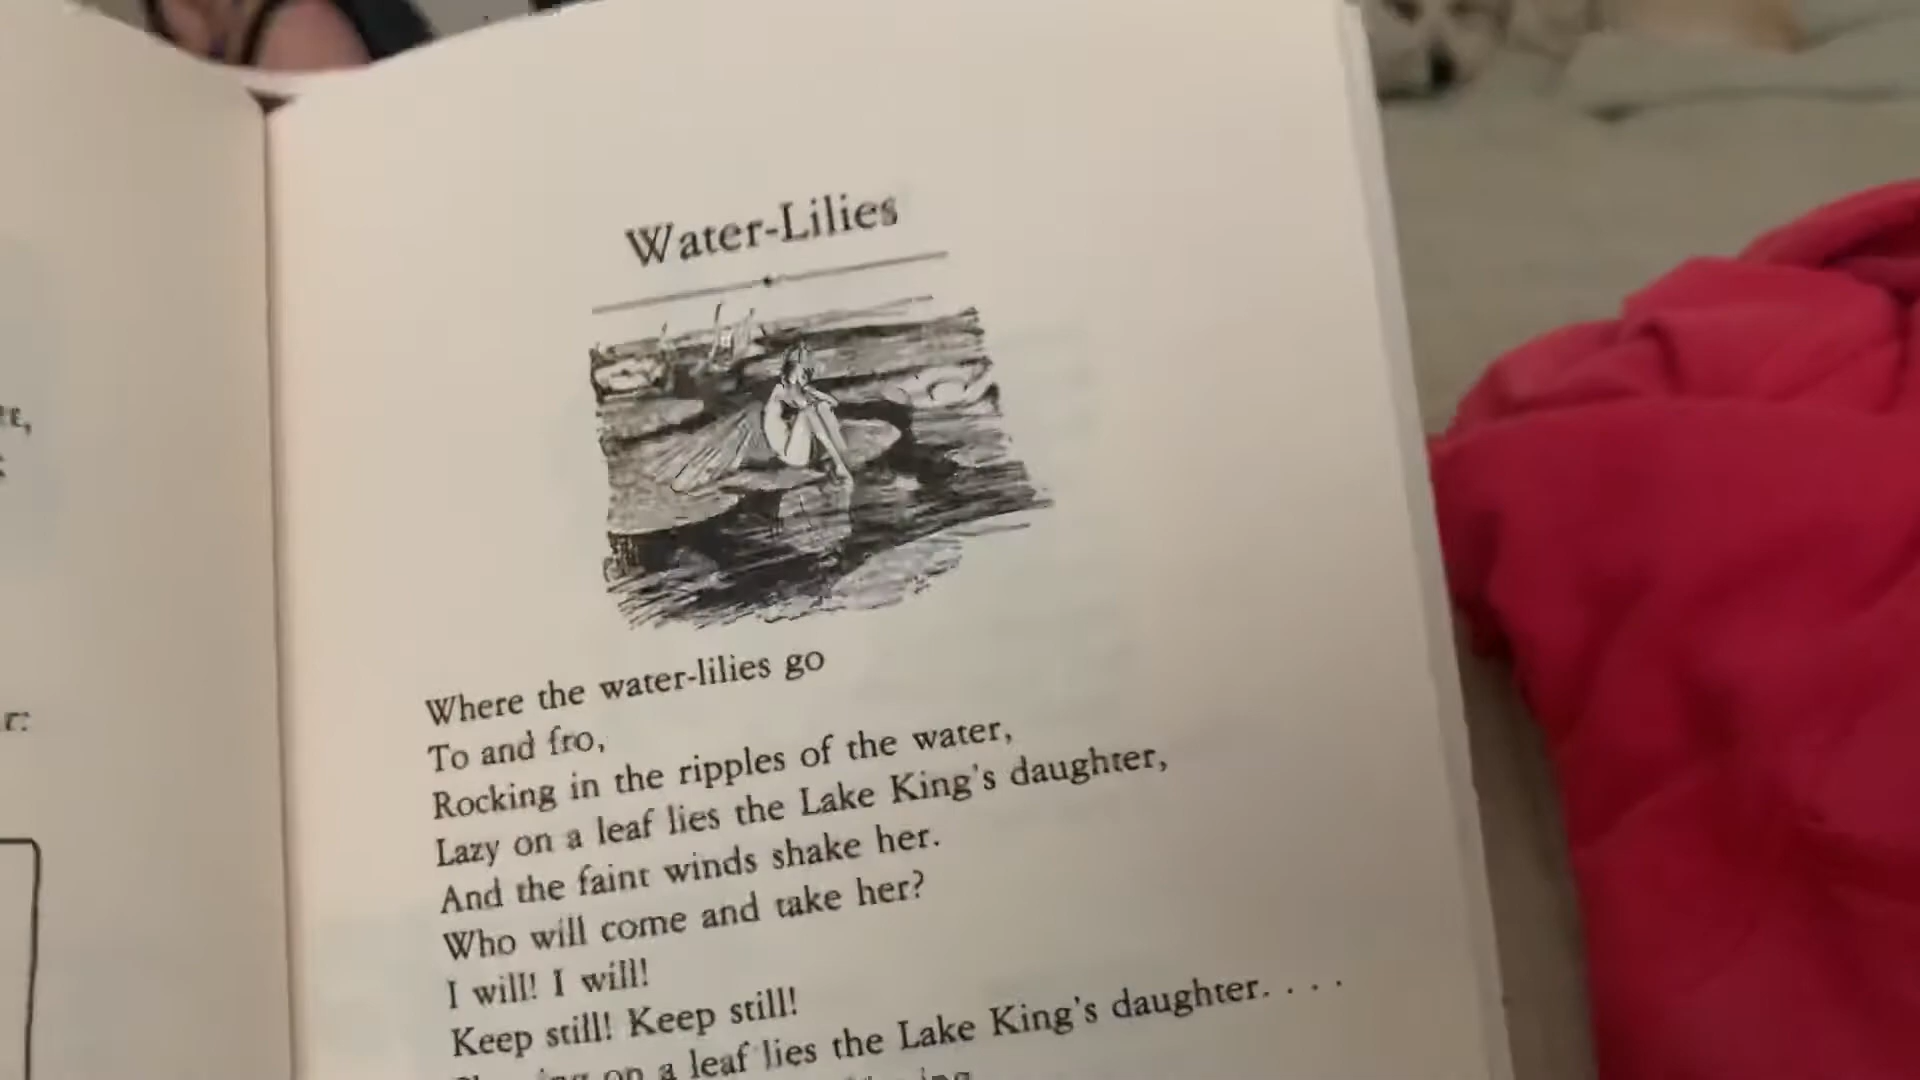 Water-Lilies
Where the water-lilies go
To and fro,
Rocking in the ripples of the water,
Lazy on a leaf lies the Lake King's daughter,
And the faint winds shake her.
Who will come and take her?
I will! I will!
Keep still! Keep still!
on a leaf lies the Lake King's daughter. . . .